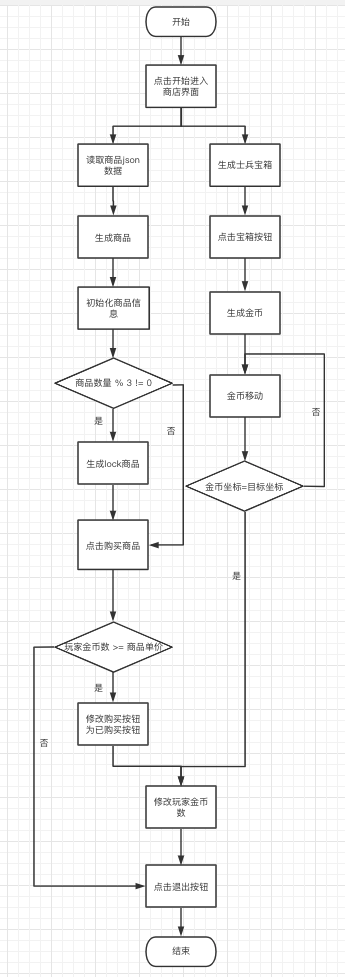 开始
点击开始进入
商店界面
读取商品json
数据
生成士兵宝箱
生成商品
点击宝箱按钮
初始化商品信
息
生成金币
商品数量 % 3 != 0
金币移动
是
否
否
生成lock商品
金币坐标=目标坐标
点击购买商品
是
玩家金币数 >= 商品单价
是
修改购买按钮
为已购买按钮
否
修改玩家金币
数
点击退出按钮
结束